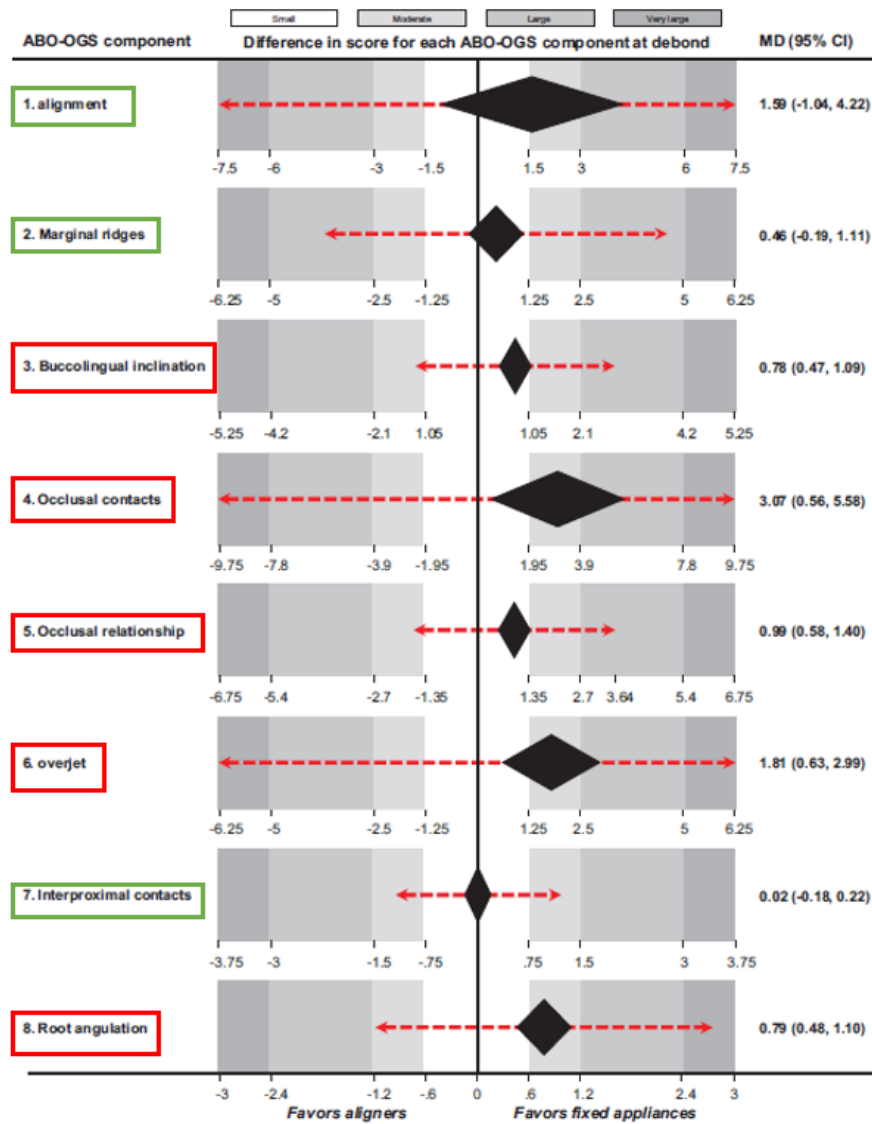 Small Moderate Large Very large
ABO-OGS component Difference in score for each ABO-OGS component at debond MD (95% CI)
1. alignment 1.59 (-1.04, 4.22)
-7.5 -6 -3 -1.5 1.5 3 6 7.5
2. Marginal ridges 0.46 (-0.19, 1.11)
-6.25 -5 -2.5 -1.25 1.25 2.5 5 6.25
3. Buccolingual inclination 0.78 (0.47, 1.09)
-5.25 -4.2 -2.1 1.05 1.05 2.1 4.2 5.25
4. Occlusal contacts 3.07 (0.56, 5.58)
-9.75 -7.8 -3.9 -1.95 1.95 3.9 7.8 9.75
5. Occlusal relationship 0.99 (0.58, 1.40)
-6.75 -5.4 -2.7 -1.35 1.35 2.7 3.64 5.4 6.75
6. overjet 1.81 (0.63, 2.99)
-6.25 -5 -2.5 -1.25 1.25 2.5 5 6.25
7. Interproximal contacts 0.02 (-0.18, 0.22)
-3.75 -3 -1.5 -.75 .75 1.5 3 3.75
8. Root angulation 0.79 (0.48, 1.10)
-3 -2.4 -1.2 -.6 0 .6 1.2 2.4 3
Favors aligners Favors fixed appliances